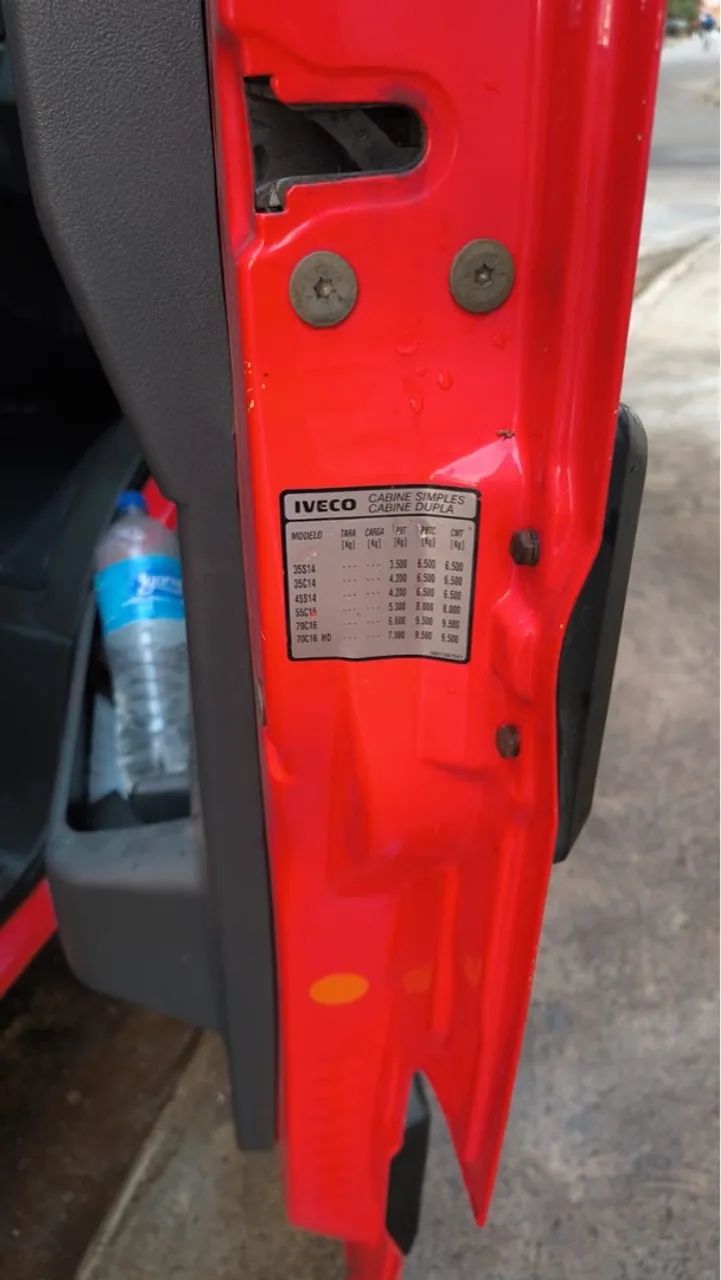 IVECO CABINE SIMPLES
CABINE DUPLA
MODELO TARA CARGA PBT PBTC CMT
[Kg] [Kg] [Kg] [Kg] [Kg]
35S14 --- --- 3.500 6.500 6.500
35C14 --- --- 4.200 6.500 6.500
45S14 --- --- 4.200 6.500 6.500
55C16 --- --- 5.300 8.000 8.000
70C16 --- --- 6.800 9.500 9.500
70C16 HD --- --- 7.000 9.500 9.500